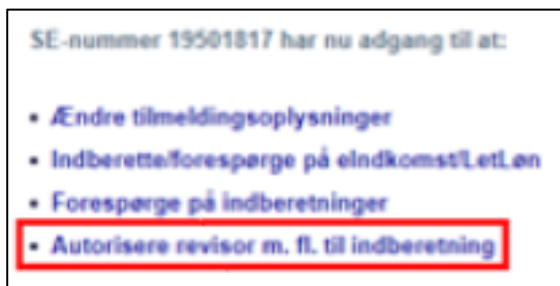 SE-nummer 19501817 har nu adgang til at:
• Ændre tilmeldingsoplysninger
• Indberette/forespørge på eIndkomst/LetLøn
• Forespørge på indberetninger
• Autorisere revisor m. fl. til indberetning